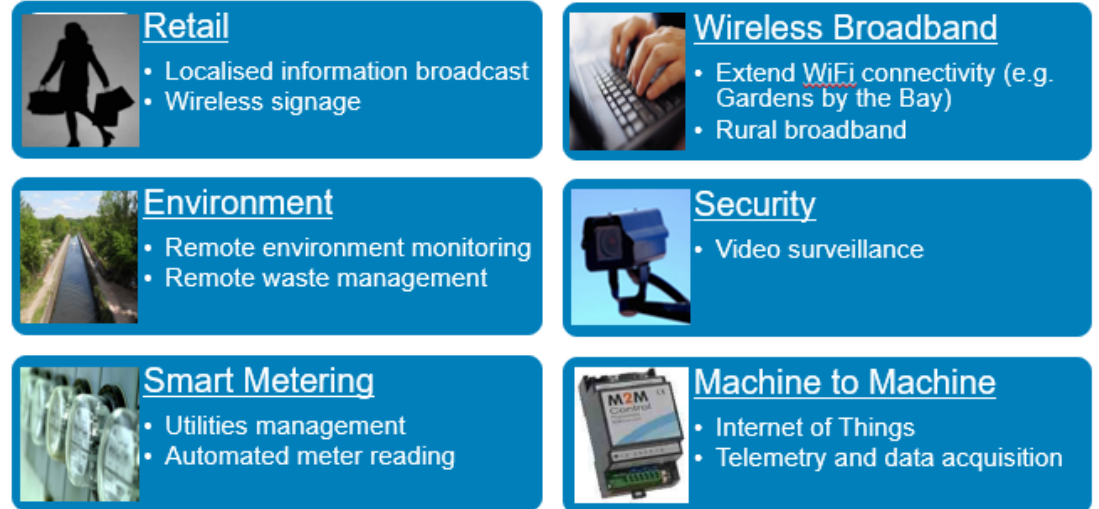 Retail
• Localised information broadcast
• Wireless signage
Wireless Broadband
• Extend WiFi connectivity (e.g.
Gardens by the Bay)
• Rural broadband
Environment
• Remote environment monitoring
• Remote waste management
Security
• Video surveillance
Smart Metering
• Utilities management
• Automated meter reading
M2M
Control
Machine to Machine
• Internet of Things
• Telemetry and data acquisition